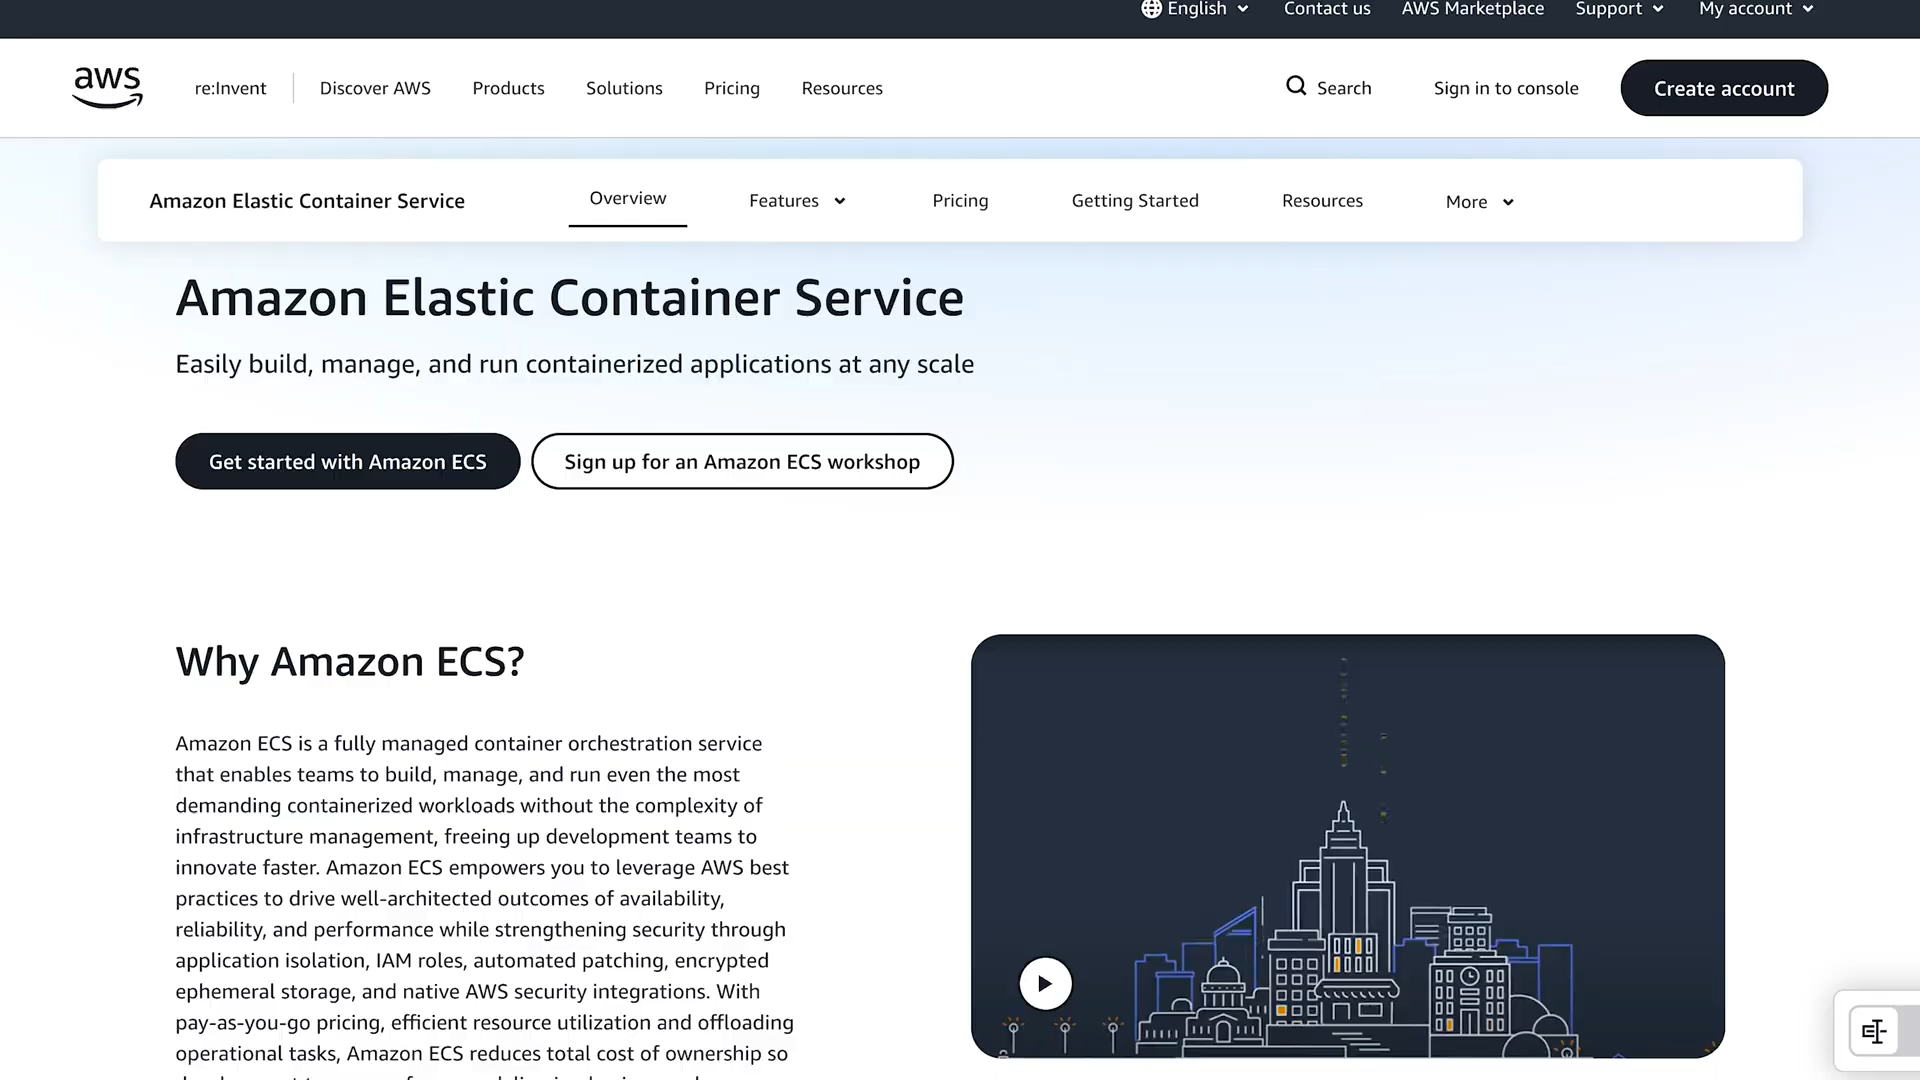 English
Contact us
AWS Marketplace
Support
My account
aws
re:Invent
Discover AWS
Products
Solutions
Pricing
Resources
Search
Sign in to console
Create account
Amazon Elastic Container Service
Overview
Features
Pricing
Getting Started
Resources
More
Amazon Elastic Container Service
Easily build, manage, and run containerized applications at any scale
Get started with Amazon ECS
Sign up for an Amazon ECS workshop
Why Amazon ECS?
Amazon ECS is a fully managed container orchestration service
that enables teams to build, manage, and run even the most
demanding containerized workloads without the complexity of
infrastructure management, freeing up development teams to
innovate faster. Amazon ECS empowers you to leverage AWS best
practices to drive well-architected outcomes of availability,
reliability, and performance while strengthening security through
application isolation, IAM roles, automated patching, encrypted
ephemeral storage, and native AWS security integrations. With
pay-as-you-go pricing, efficient resource utilization and offloading
operational tasks, Amazon ECS reduces total cost of ownership so